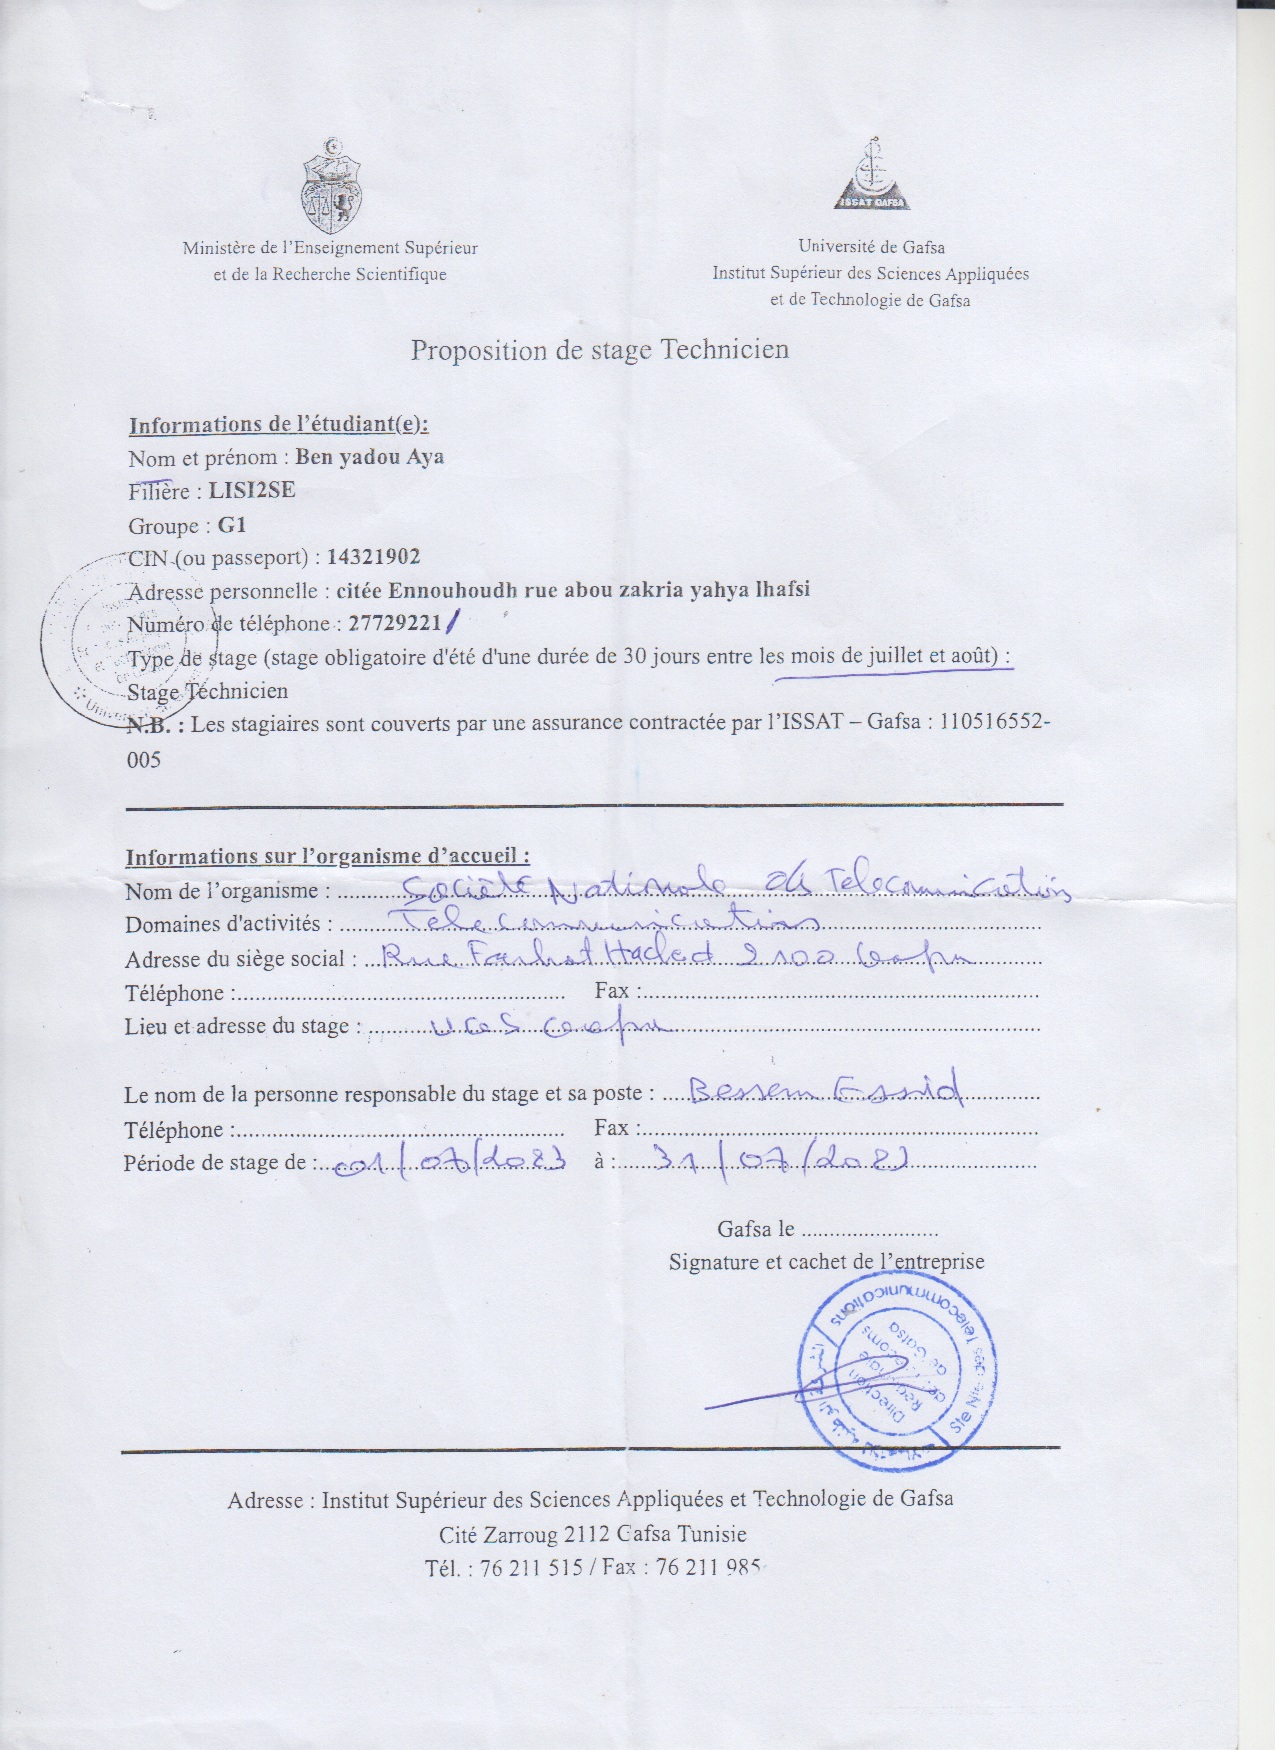 ISSAT GAFSA
Ministère de l'Enseignement Supérieur
et de la Recherche Scientifique
Université de Gafsa
Institut Supérieur des Sciences Appliquées
et de Technologie de Gafsa
Proposition de stage Technicien
Informations de l'étudiant(e):
Nom et prénom : Ben yadou Aya
Filière : LISI2SE
Groupe : G1
CIN (ou passeport) : 14321902
Adresse personnelle : citée Ennouhoudh rue abou zakria yahya lhafsi
Numéro de téléphone : 27729221 /
Type de stage (stage obligatoire d'été d'une durée de 30 jours entre les mois de juillet et août) :
Stage Technicien
N.B. : Les stagiaires sont couverts par une assurance contractée par l'ISSAT – Gafsa : 110516552-
005
Informations sur l'organisme d'accueil :
Nom de l'organisme : Société Nationale de Telecomunication
Domaines d'activités : Telecommunications
Adresse du siège social : Rue Farhat Hached 2100 Gafsa
Téléphone : Fax :
Lieu et adresse du stage : Gafsa
Le nom de la personne responsable du stage et sa poste : Bessem Essid
Téléphone : Fax :
Période de stage de : 01/07/2023 à : 31/07/2023
Gafsa le ........................
Signature et cachet de l'entreprise
Ste Nle des Télécommunications
Direction
Régionale
de Gafsa
Adresse : Institut Supérieur des Sciences Appliquées et Technologie de Gafsa
Cité Zarroug 2112 Gafsa Tunisie
Tél. : 76 211 515 / Fax : 76 211 985